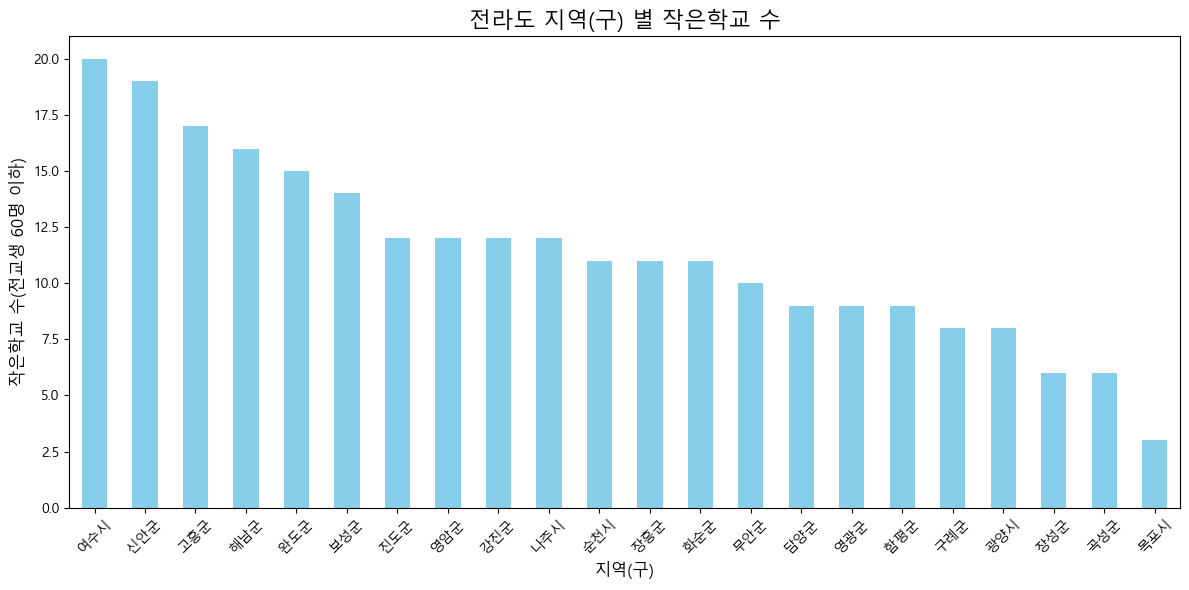 전라도 지역(구) 별 작은학교 수
작은학교 수(전교생 60명 이하)
20.0
17.5
15.0
12.5
10.0
7.5
5.0
2.5
0.0
여수시 신안군 고흥군 해남군 완도군 보성군 진도군 영암군 강진군 나주시 순천시 장흥군 화순군 무안군 담양군 영광군 함평군 구례군 광양시 장성군 곡성군 목포시
지역(구)